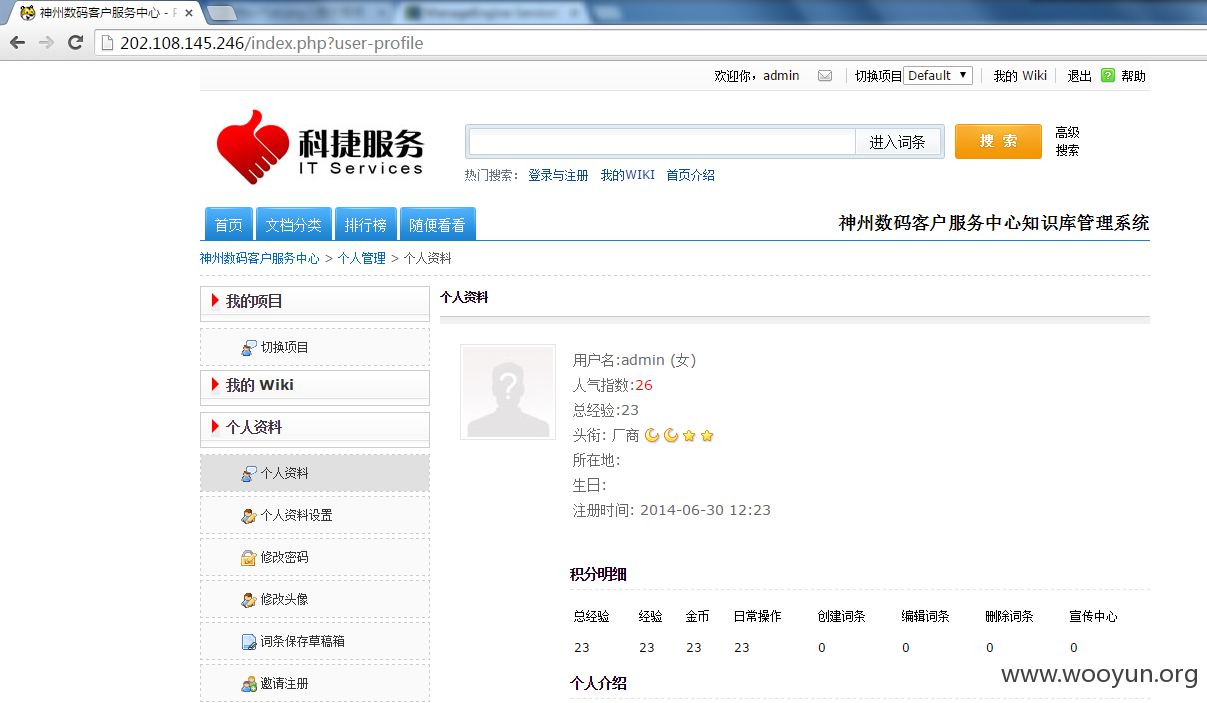 神州数码客户服务中心 - F
202.108.145.246/index.php?user-profile
欢迎你，admin 切换项目 Default 我的 Wiki 退出 帮助
科捷服务
IT Services
进入词条 搜 索 高级
搜索
热门搜索： 登录与注册 我的WIKI 首页介绍
首页 文档分类 排行榜 随便看看 神州数码客户服务中心知识库管理系统
神州数码客户服务中心 > 个人管理 > 个人资料
我的项目
切换项目
我的 Wiki
个人资料
个人资料
个人资料设置
修改密码
修改头像
词条保存草稿箱
邀请注册
个人资料
用户名:admin (女)
人气指数:26
总经验:23
头衔: 厂商
所在地:
生日:
注册时间: 2014-06-30 12:23
积分明细
总经验 经验 金币 日常操作 创建词条 编辑词条 删除词条 宣传中心
23 23 23 23 0 0 0 0
个人介绍
www.wooyun.org